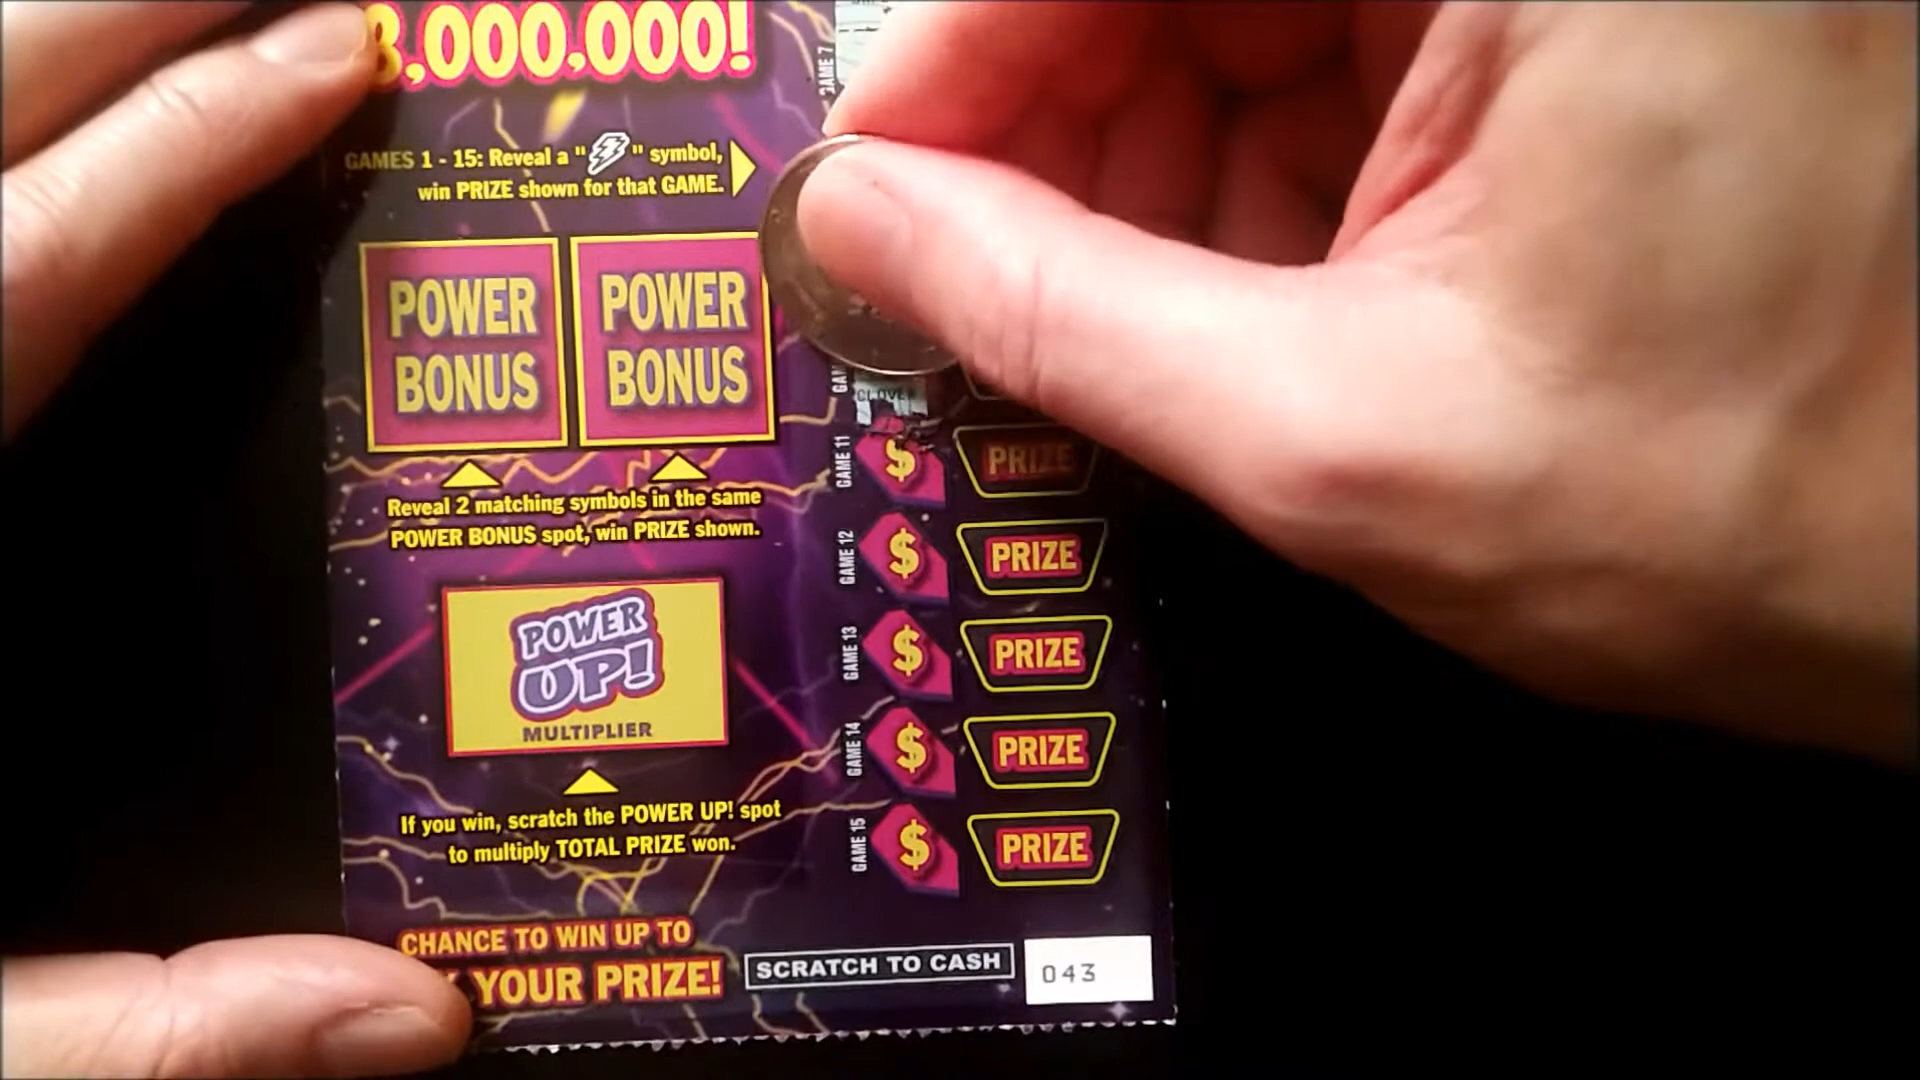 8,000,000!
GAME 7
GAMES 1 - 15: Reveal a " " symbol,
win PRIZE shown for that GAME.
POWER
BONUS
POWER
BONUS
CLOVER
Reveal 2 matching symbols in the same
POWER BONUS spot, win PRIZE shown.
GAME 11
$
PRIZE
GAME 12
$
PRIZE
GAME 13
$
PRIZE
GAME 14
$
PRIZE
GAME 15
$
PRIZE
POWER
UP!
MULTIPLIER
If you win, scratch the POWER UP! spot
to multiply TOTAL PRIZE won.
CHANCE TO WIN UP TO
YOUR PRIZE!
SCRATCH TO CASH
043